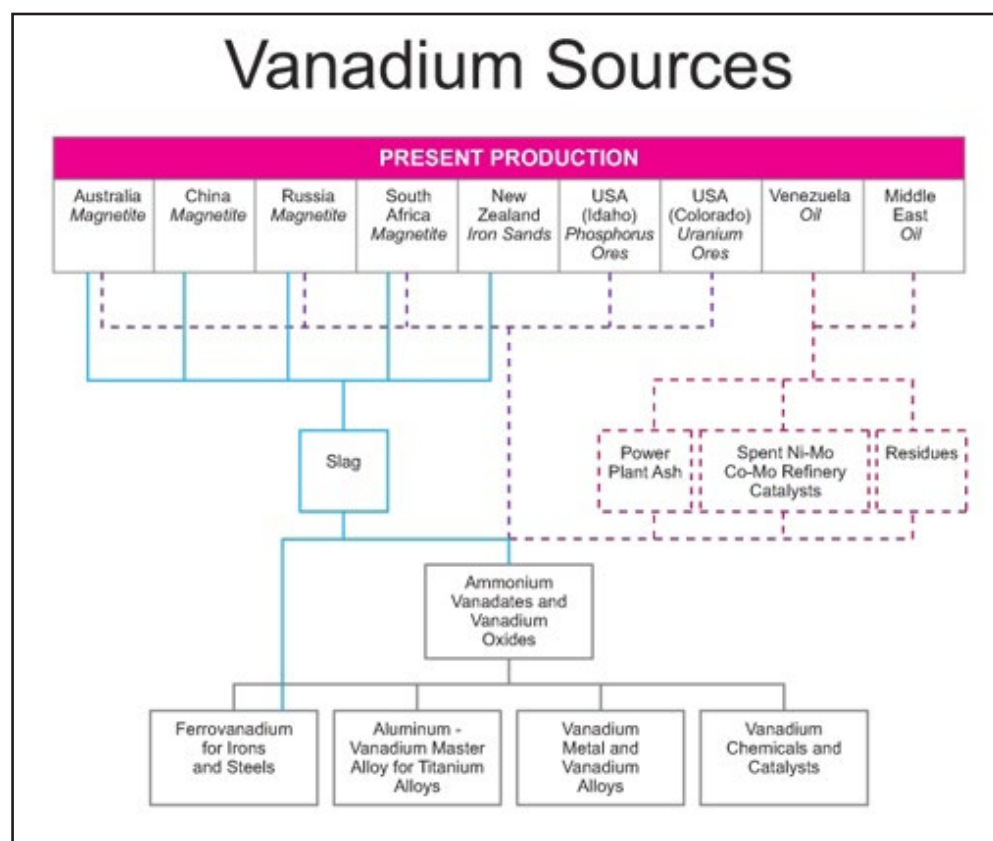 Vanadium Sources
PRESENT PRODUCTION
Australia
Magnetite
China
Magnetite
Russia
Magnetite
South
Africa
Magnetite
New
Zealand
Iron Sands
USA
(Idaho)
Phosphorus
Ores
USA
(Colorado)
Uranium
Ores
Venezuela
Oil
Middle
East
Oil
Slag
Power
Plant Ash
Spent Ni-Mo
Co-Mo Refinery
Catalysts
Residues
Ammonium
Vanadates and
Vanadium
Oxides
Ferrovanadium
for Irons
and Steels
Aluminum -
Vanadium Master
Alloy for Titanium
Alloys
Vanadium
Metal and
Vanadium
Alloys
Vanadium
Chemicals and
Catalysts